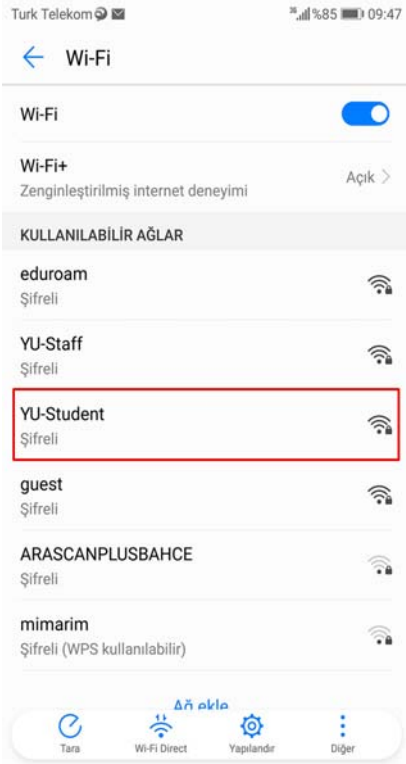 Turk Telekom
3G %85 09:47
Wi-Fi
Wi-Fi
Wi-Fi+
Zenginleştirilmiş internet deneyimi
Açık
KULLANILABİLİR AĞLAR
eduroam
Şifreli
YU-Staff
Şifreli
YU-Student
Şifreli
guest
Şifreli
ARASCANPLUSBAHCE
Şifreli
mimarim
Şifreli (WPS kullanılabilir)
Ağ ekle
Tara
Wi-Fi Direct
Yapılandır
Diğer